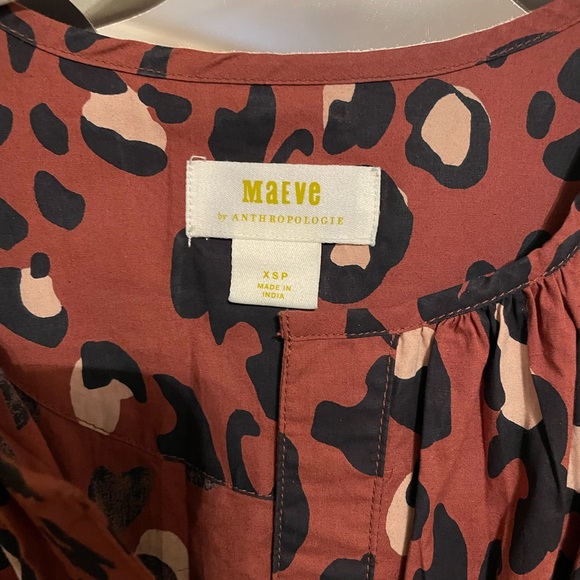 MaEve
by ANTHROPOLOGIE
XSP
MADE IN
INDIA